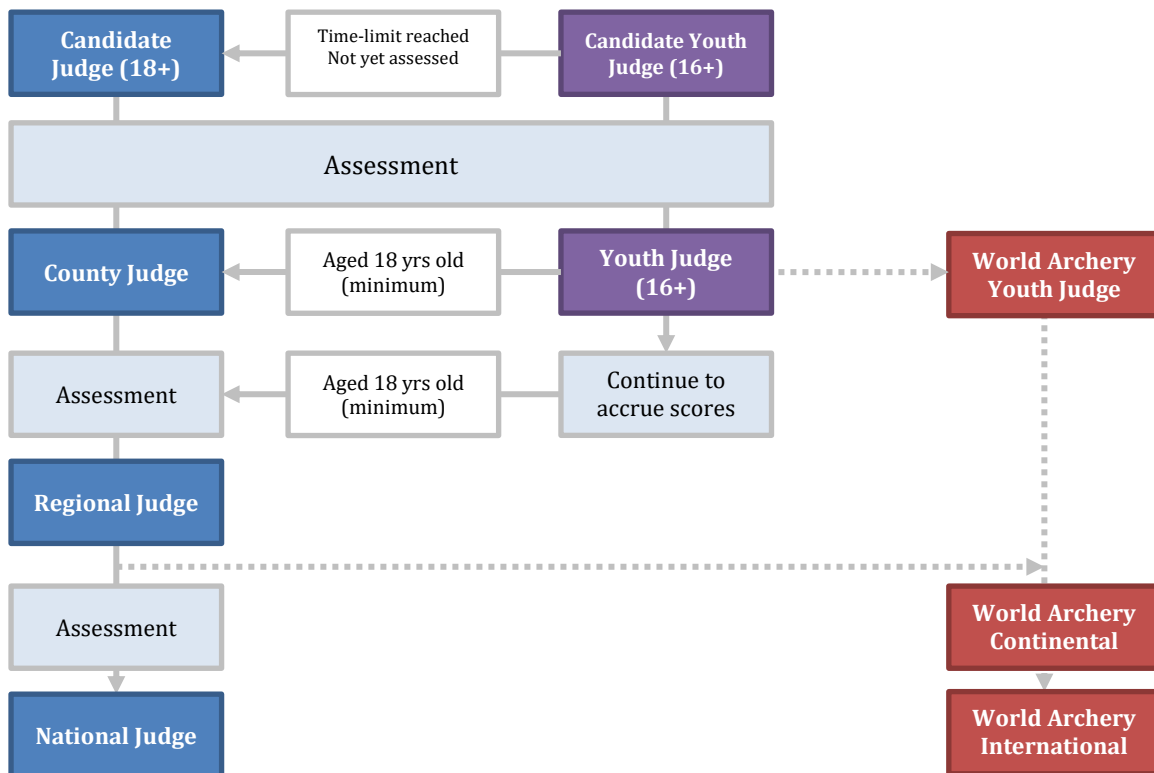 Candidate
Judge (18+)
Time-limit reached
Not yet assessed
Candidate Youth
Judge (16+)
Assessment
County Judge
Aged 18 yrs old
(minimum)
Youth Judge
(16+)
World Archery
Youth Judge
Assessment
Aged 18 yrs old
(minimum)
Continue to
accrue scores
Regional Judge
Assessment
World Archery
Continental
National Judge
World Archery
International